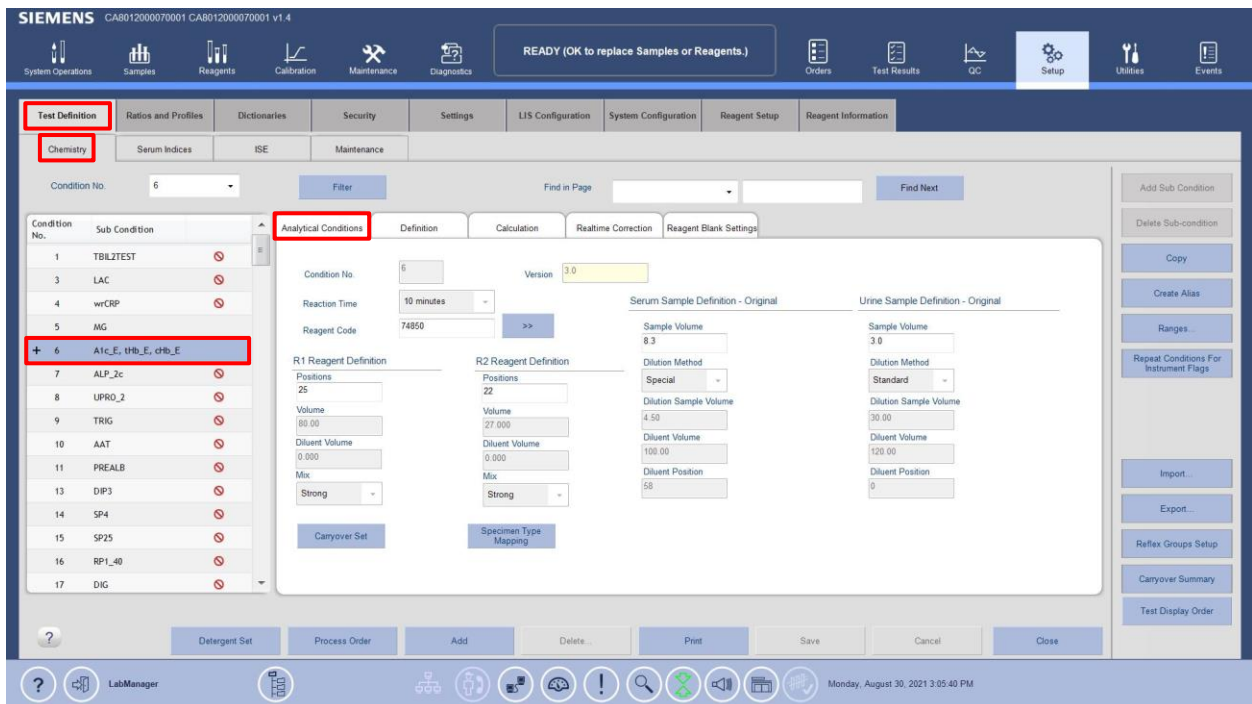 SIEMENS CA8012000070001 CA8012000070001 v1.4
System Operations Samples Reagents Calibration Maintenance Diagnostics READY (OK to replace Samples or Reagents.) Orders Test Results QC Setup Utilities Events
Test Definition Ratios and Profiles Dictionaries Security Settings LIS Configuration System Configuration Reagent Setup Reagent Information
Chemistry Serum Indices ISE Maintenance
Condition No. 6 Filter Find in Page Find Next
Condition No. Sub Condition
1 TBIL2TEST
3 LAC
4 wrCRP
5 MG
+ 6 A1c_E, tHb_E, cHb_E
7 ALP_2c
8 UPRO_2
9 TRIG
10 AAT
11 PREALB
13 DIP3
14 SP4
15 SP25
16 RP1_40
17 DIG
Analytical Conditions Definition Calculation Realtime Correction Reagent Blank Settings
Condition No. 6 Version 3.0
Reaction Time 10 minutes
Reagent Code 74850 >>
R1 Reagent Definition
Positions
25
Volume
80.00
Diluent Volume
0.000
Mix
Strong
Carryover Set
R2 Reagent Definition
Positions
22
Volume
27.000
Diluent Volume
0.000
Mix
Strong
Specimen Type
Mapping
Serum Sample Definition - Original
Sample Volume
8.3
Dilution Method
Special
Dilution Sample Volume
4.50
Diluent Volume
100.00
Diluent Position
58
Urine Sample Definition - Original
Sample Volume
3.0
Dilution Method
Standard
Dilution Sample Volume
30.00
Diluent Volume
120.00
Diluent Position
0
Add Sub Condition
Delete Sub-condition
Copy
Create Alias
Ranges...
Repeat Conditions For
Instrument Flags
Import...
Export...
Reflex Groups Setup
Carryover Summary
Test Display Order
? Detergent Set Process Order Add Delete... Print Save Cancel Close
? LabManager ! Monday, August 30, 2021 3:05:40 PM